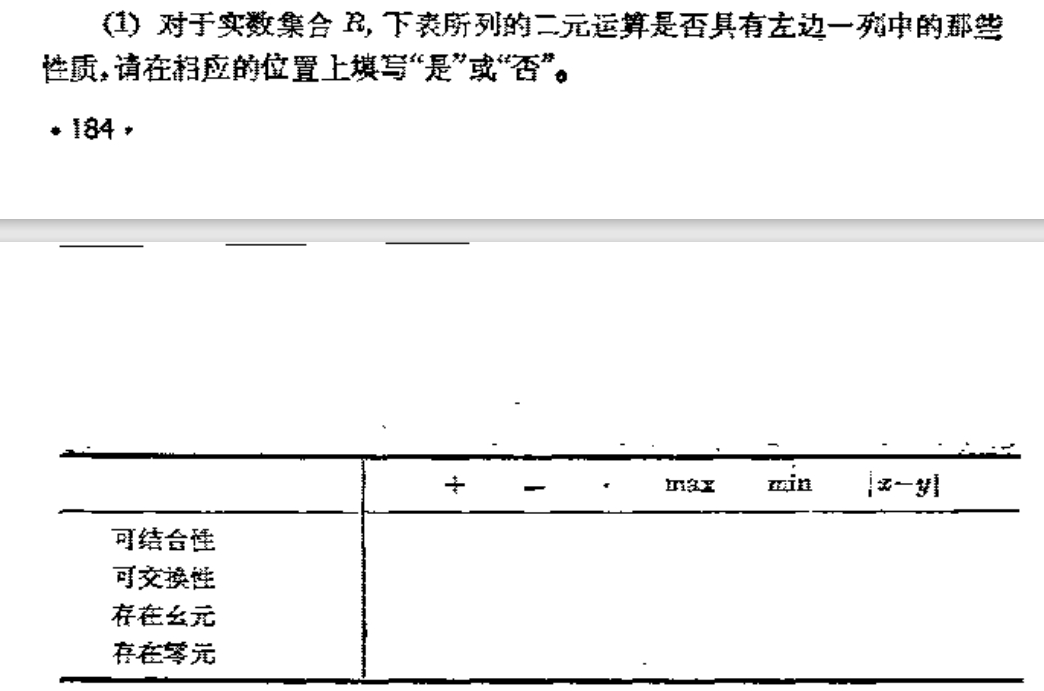 (1) 对于实数集合 R, 下表所列的二元运算是否具有左边一列中的那些
性质,请在相应的位置上填写“是”或“否”。
• 184 •
+ − · max min |x−y|
可结合性
可交换性
存在幺元
存在零元